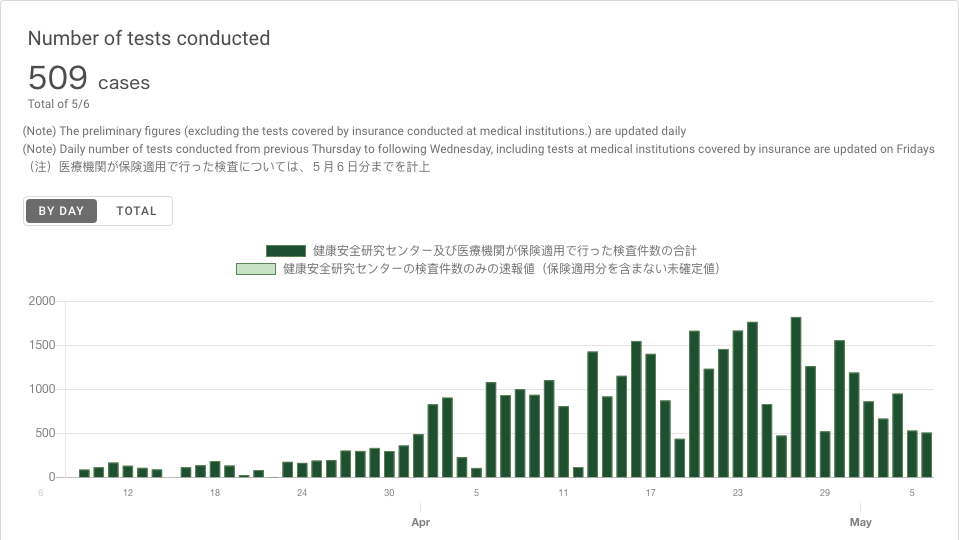 Number of tests conducted
509 cases
Total of 5/6
(Note) The preliminary figures (excluding the tests covered by insurance conducted at medical institutions.) are updated daily
(Note) Daily number of tests conducted from previous Thursday to following Wednesday, including tests at medical institutions covered by insurance are updated on Fridays
（注）医療機関が保険適用で行った検査については、５月６日分までを計上
BY DAY TOTAL
健康安全研究センター及び医療機関が保険適用で行った検査件数の合計
健康安全研究センターの検査件数のみの速報値（保険適用分を含まない未確定値）
2000
1500
1000
500
0
6 12 18 24 30 5 11 17 23 29 5
Apr May